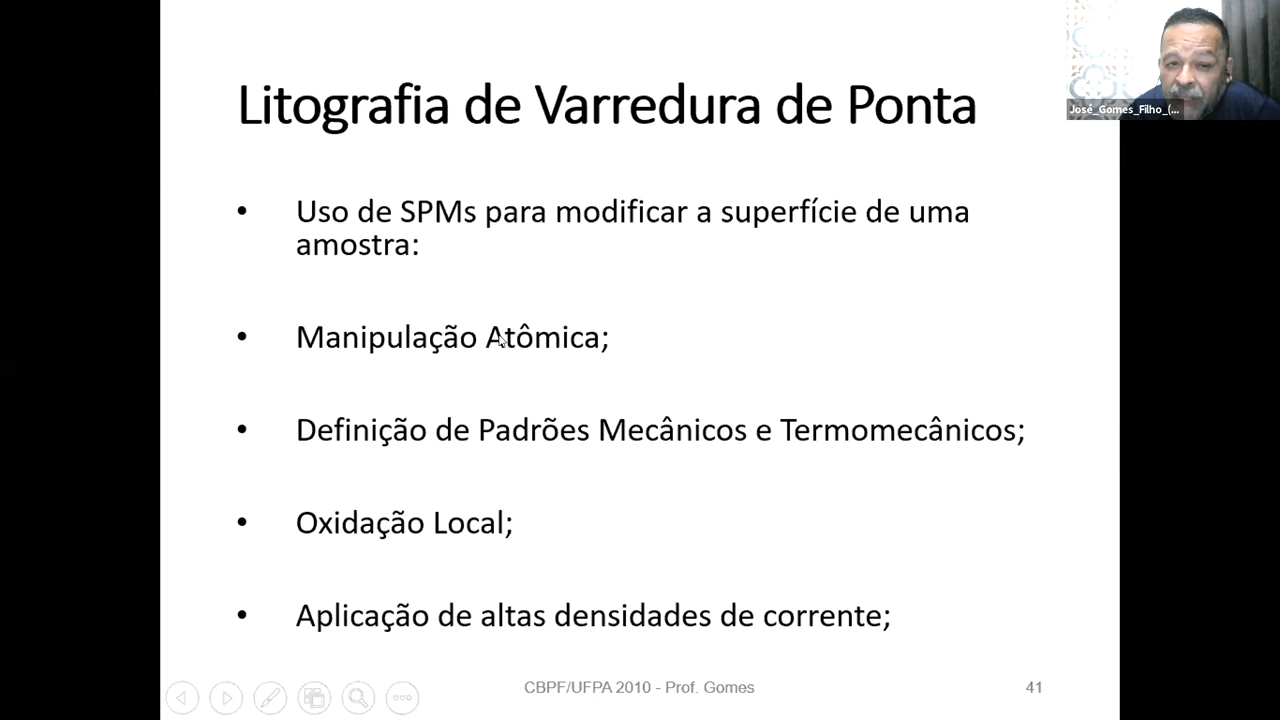 Litografia de Varredura de Ponta
José_Gomes_Filho_(...
• Uso de SPMs para modificar a superfície de uma
amostra:
• Manipulação Atômica;
• Definição de Padrões Mecânicos e Termomecânicos;
• Oxidação Local;
• Aplicação de altas densidades de corrente;
CBPF/UFPA 2010 - Prof. Gomes
41